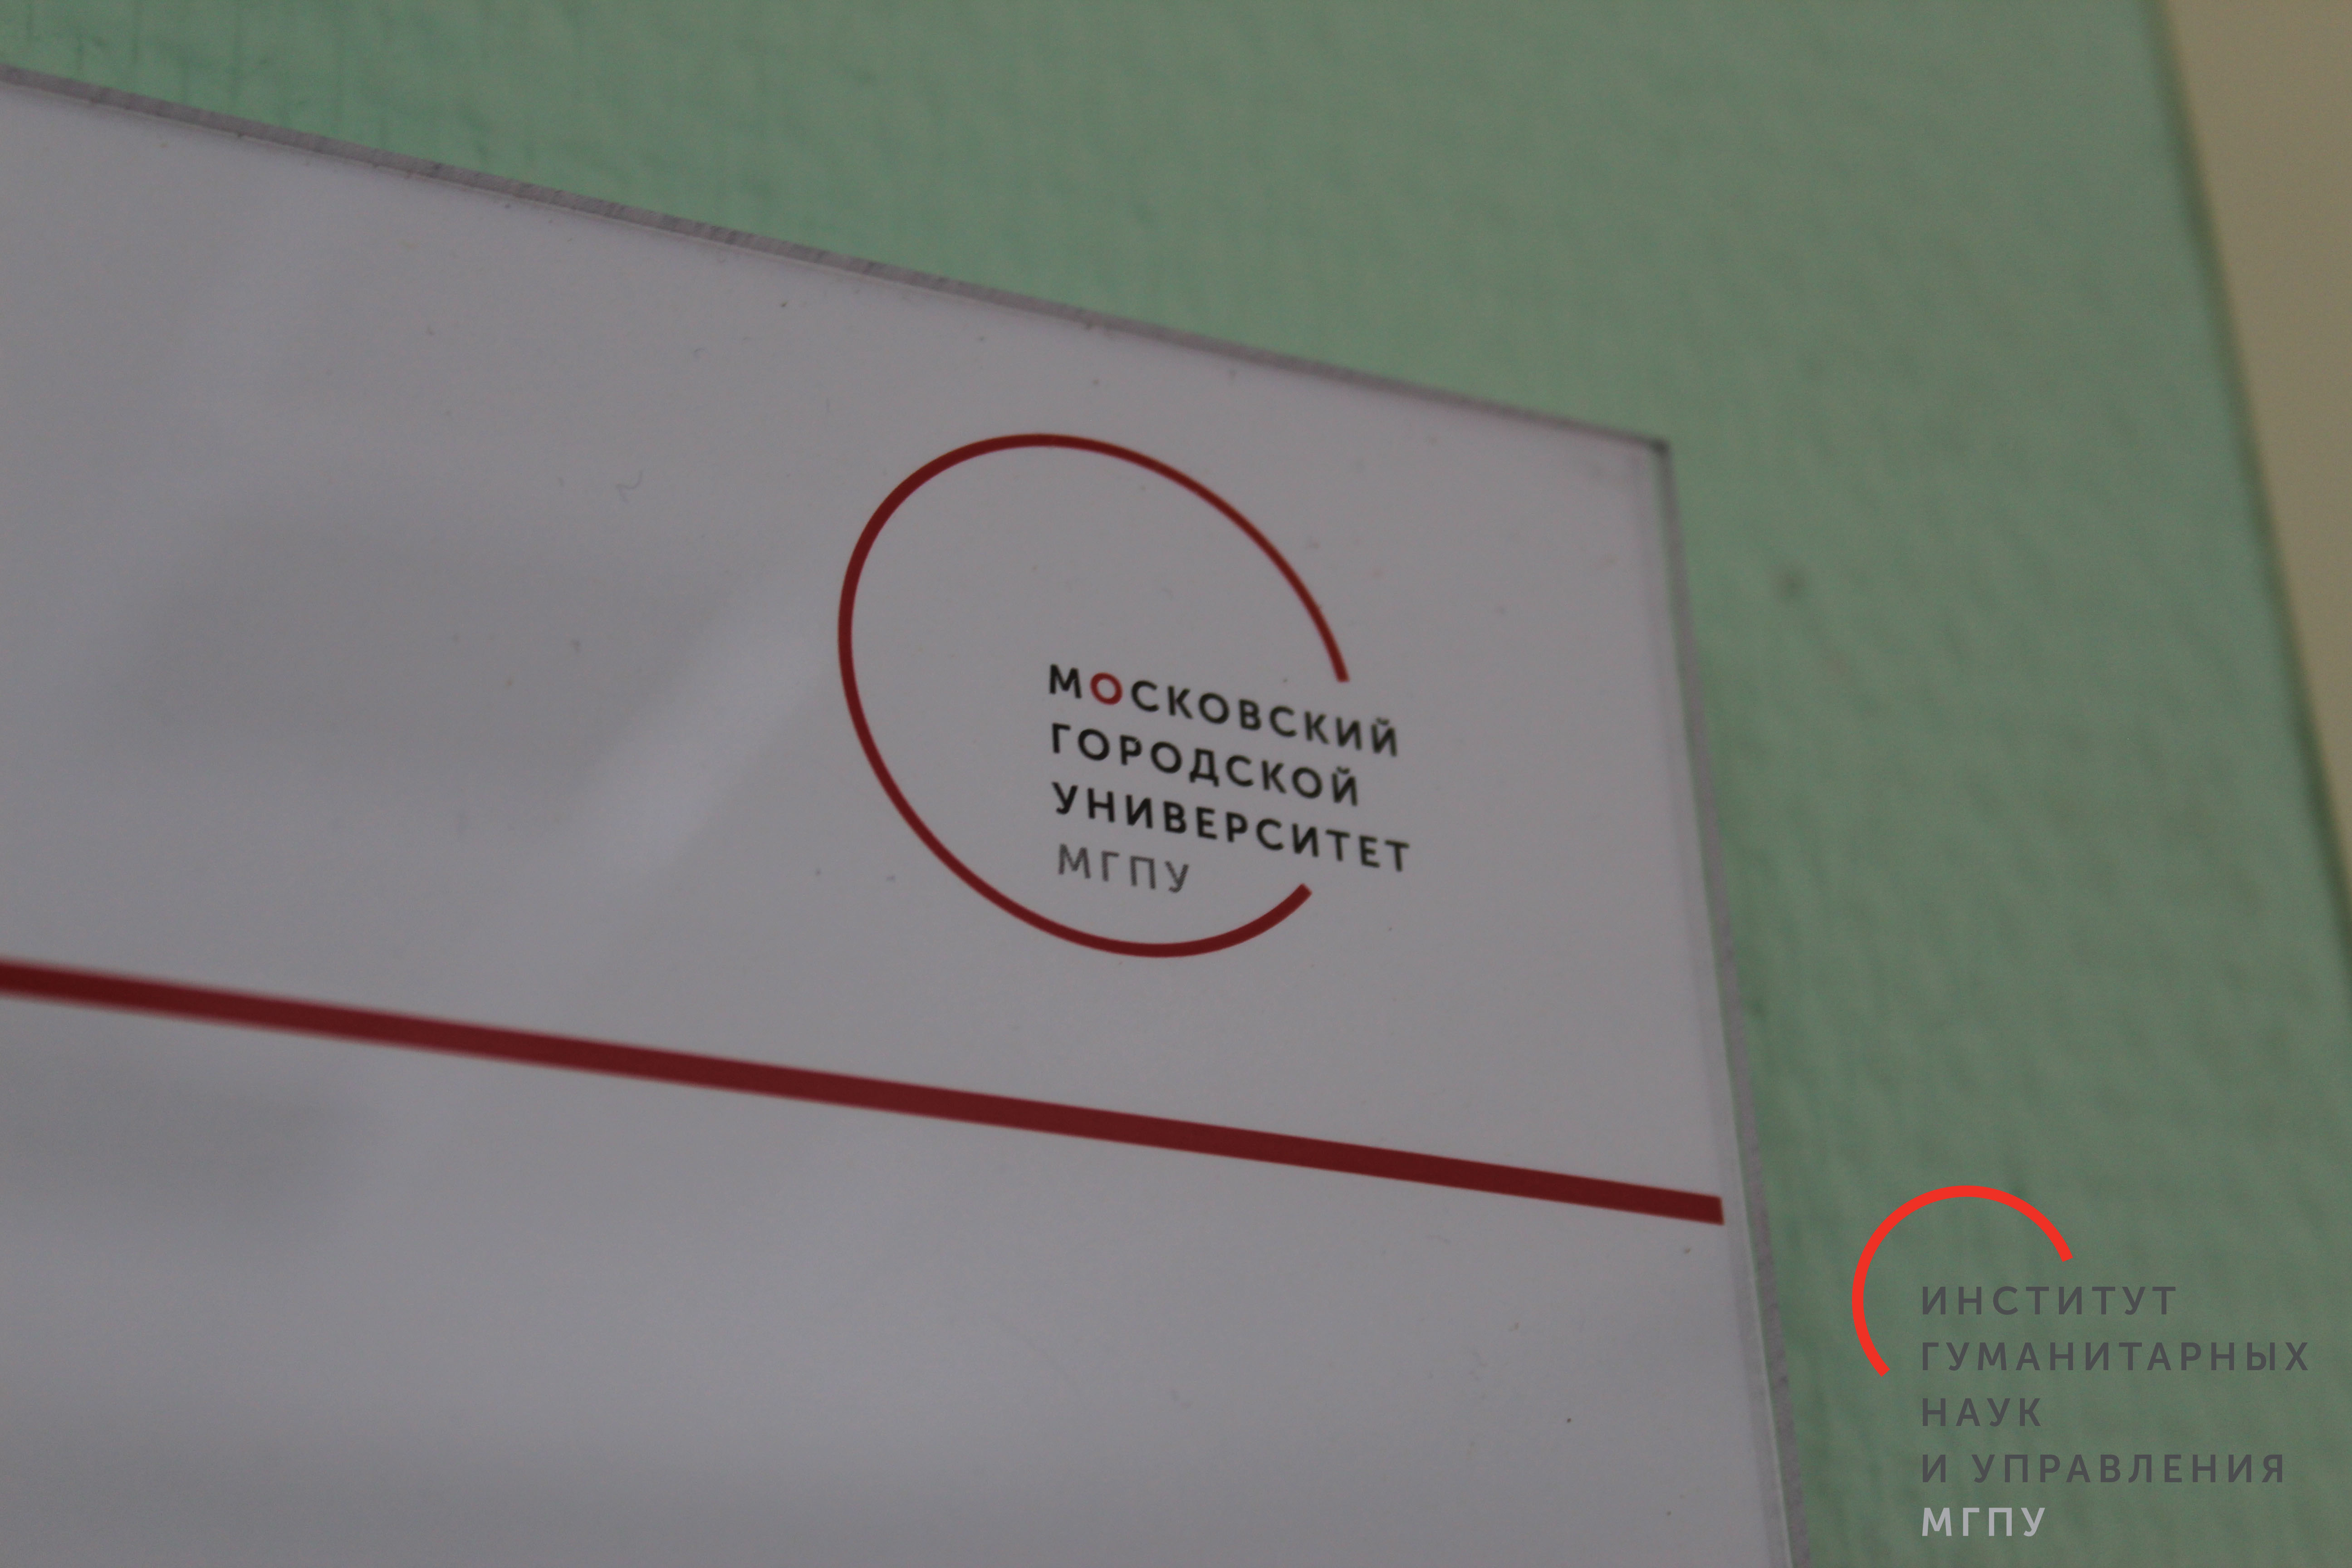 МОСКОВСКИЙ
ГОРОДСКОЙ
УНИВЕРСИТЕТ
МГПУ
ИНСТИТУТ
ГУМАНИТАРНЫХ
НАУК
И УПРАВЛЕНИЯ
МГПУ